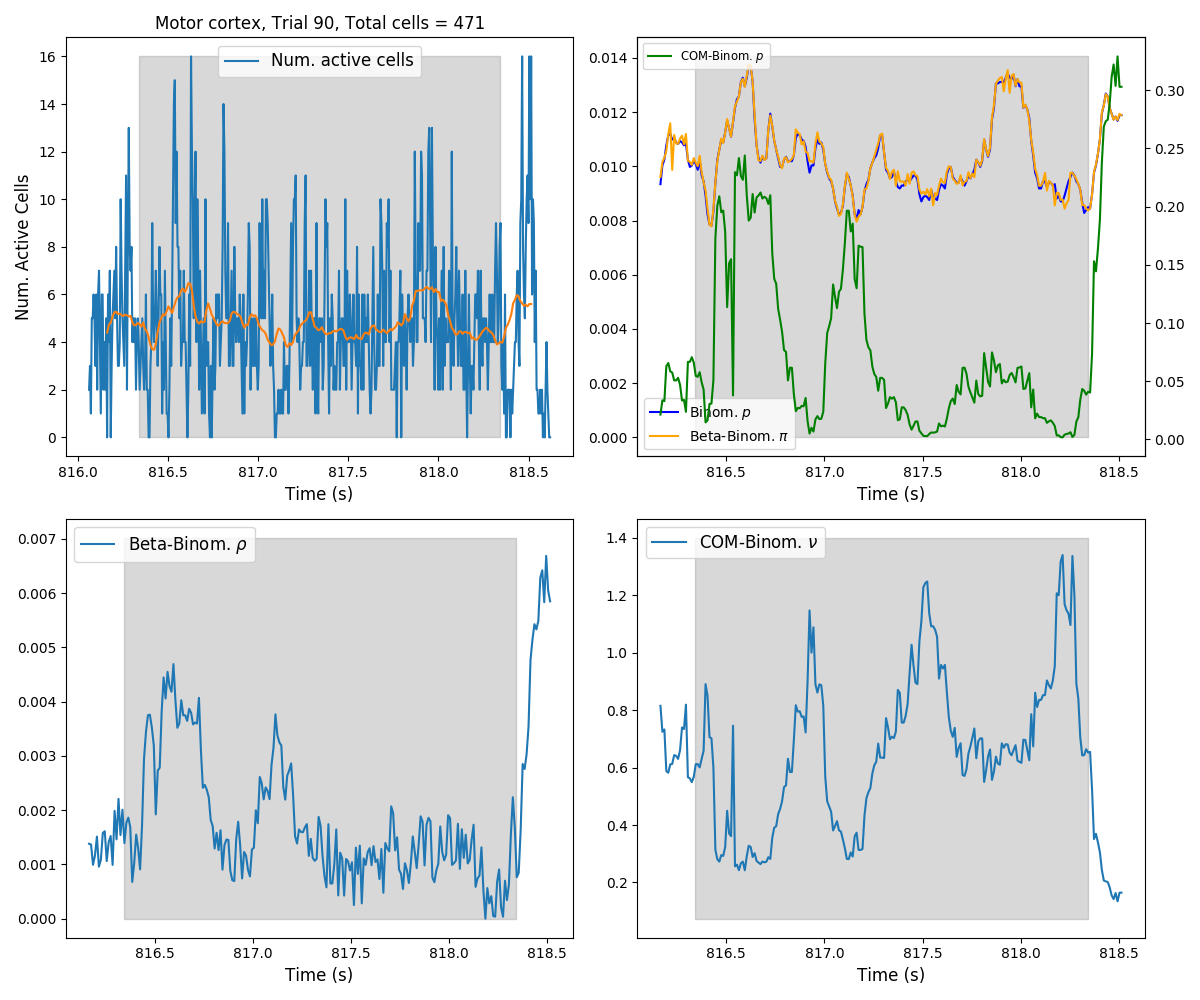 Motor cortex, Trial 90, Total cells = 471
Num. active cells
Num. Active Cells
16
14
12
10
8
6
4
2
0
816.0 816.5 817.0 817.5 818.0 818.5
Time (s)
COM-Binom. p
0.014
0.012
0.010
0.008
0.006
0.004
0.002
0.000
0.30
0.25
0.20
0.15
0.10
0.05
0.00
Binom. p
Beta-Binom. π
816.5 817.0 817.5 818.0 818.5
Time (s)
Beta-Binom. ρ
0.007
0.006
0.005
0.004
0.003
0.002
0.001
0.000
816.5 817.0 817.5 818.0 818.5
Time (s)
COM-Binom. ν
1.4
1.2
1.0
0.8
0.6
0.4
0.2
816.5 817.0 817.5 818.0 818.5
Time (s)